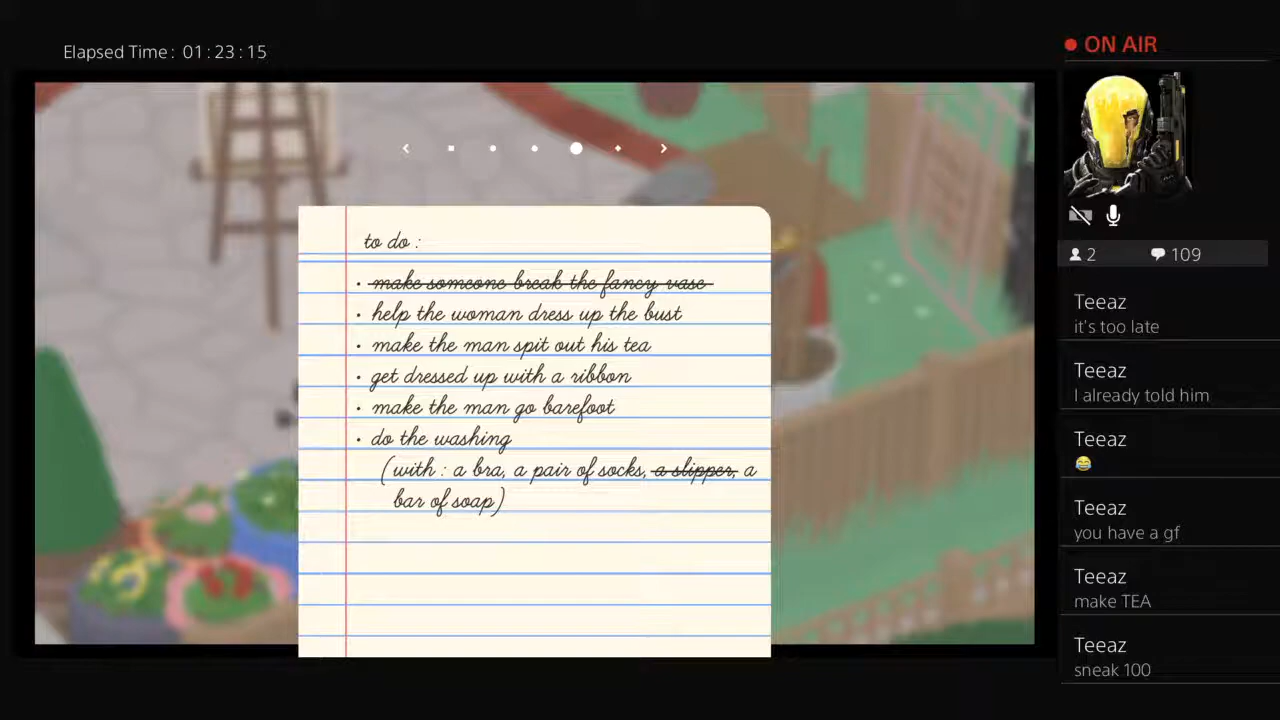 Elapsed Time: 01:23:15
ON AIR
2 109
to do :
• make someone break the fancy vase
• help the woman dress up the bust
• make the man spit out his tea
• get dressed up with a ribbon
• make the man go barefoot
• do the washing
(with : a bra, a pair of socks, a slipper, a
bar of soap)
Teeaz
it's too late
Teeaz
I already told him
Teeaz
😂
Teeaz
you have a gf
Teeaz
make TEA
Teeaz
sneak 100